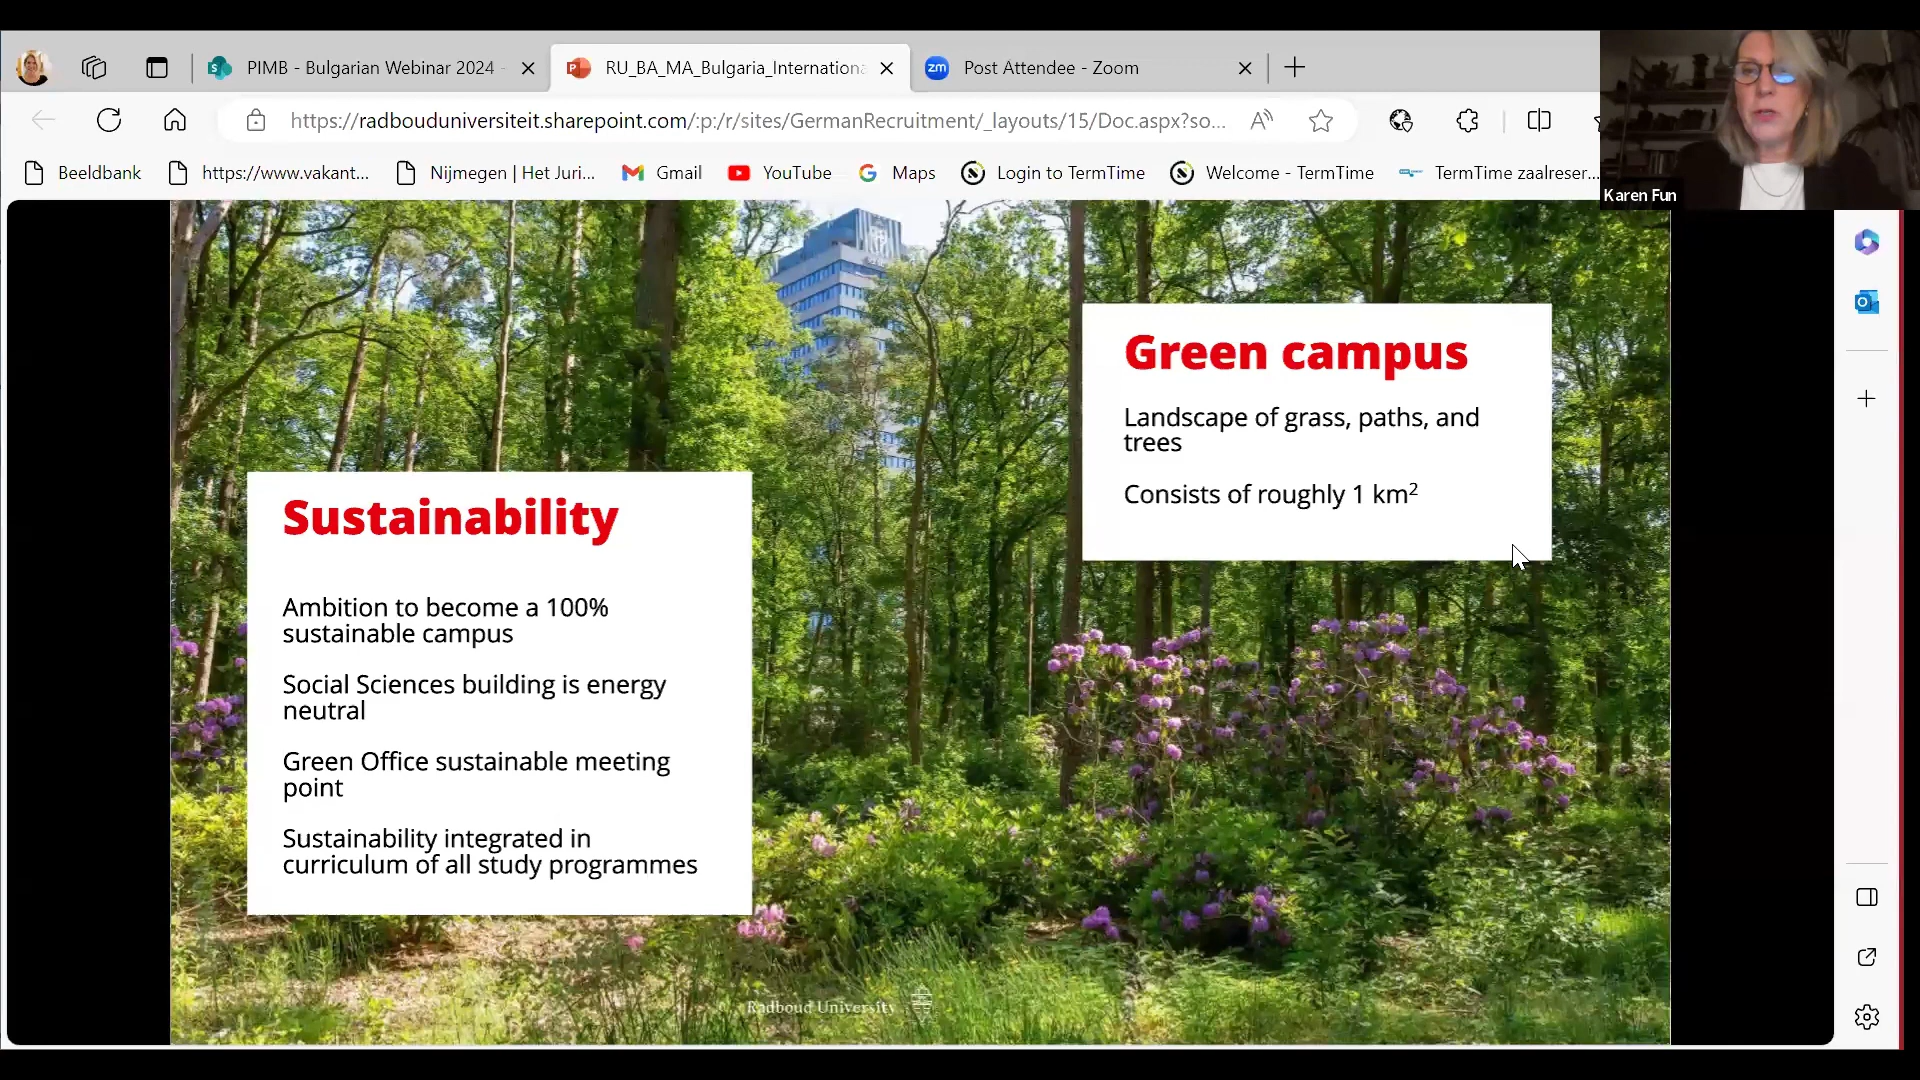 PIMB - Bulgarian Webinar 2024 -
RU_BA_MA_Bulgaria_Internationa
zm
Post Attendee - Zoom
https://radbouduniversiteit.sharepoint.com/:p:/r/sites/GermanRecruitment/_layouts/15/Doc.aspx?so...
Beeldbank
https://www.vakant...
Nijmegen | Het Juri...
Gmail
YouTube
Maps
Login to TermTime
Welcome - TermTime
TermTime zaalreser...
Karen Fun
Green campus
Landscape of grass, paths, and
trees
Consists of roughly 1 km²
Sustainability
Ambition to become a 100%
sustainable campus
Social Sciences building is energy
neutral
Green Office sustainable meeting
point
Sustainability integrated in
curriculum of all study programmes
Radboud University